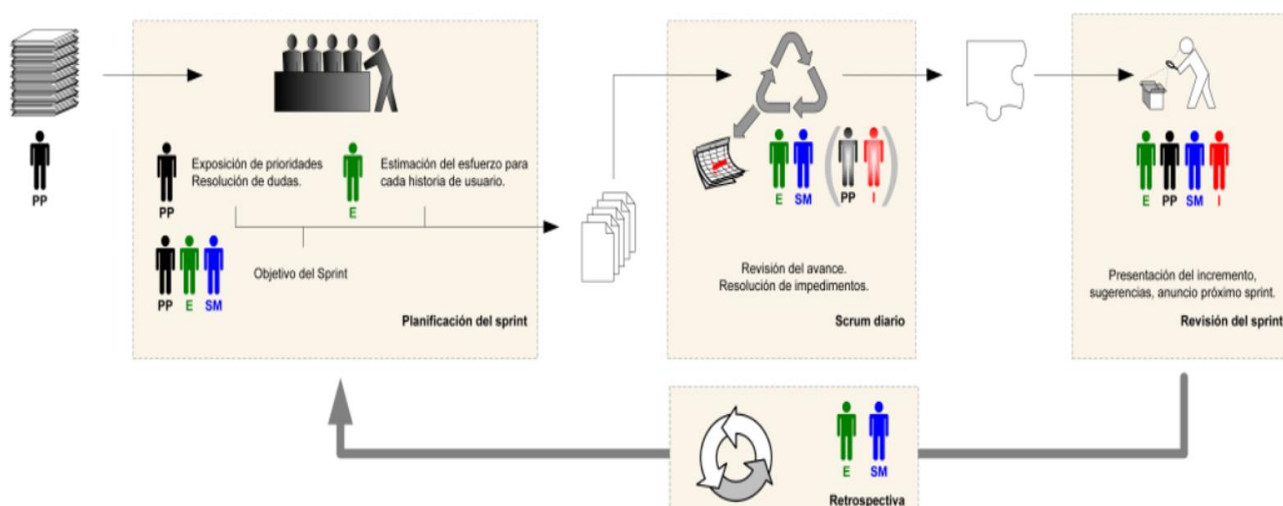 PP
PP
Exposición de prioridades
Resolución de dudas.
E
Estimación del esfuerzo para
cada historia de usuario.
PP E SM
Objetivo del Sprint
Planificación del sprint
E SM PP I
Revisión del avance.
Resolución de impedimentos.
Scrum diario
E PP SM I
Presentación del incremento,
sugerencias, anuncio próximo sprint.
Revisión del sprint
E SM
Retrospectiva